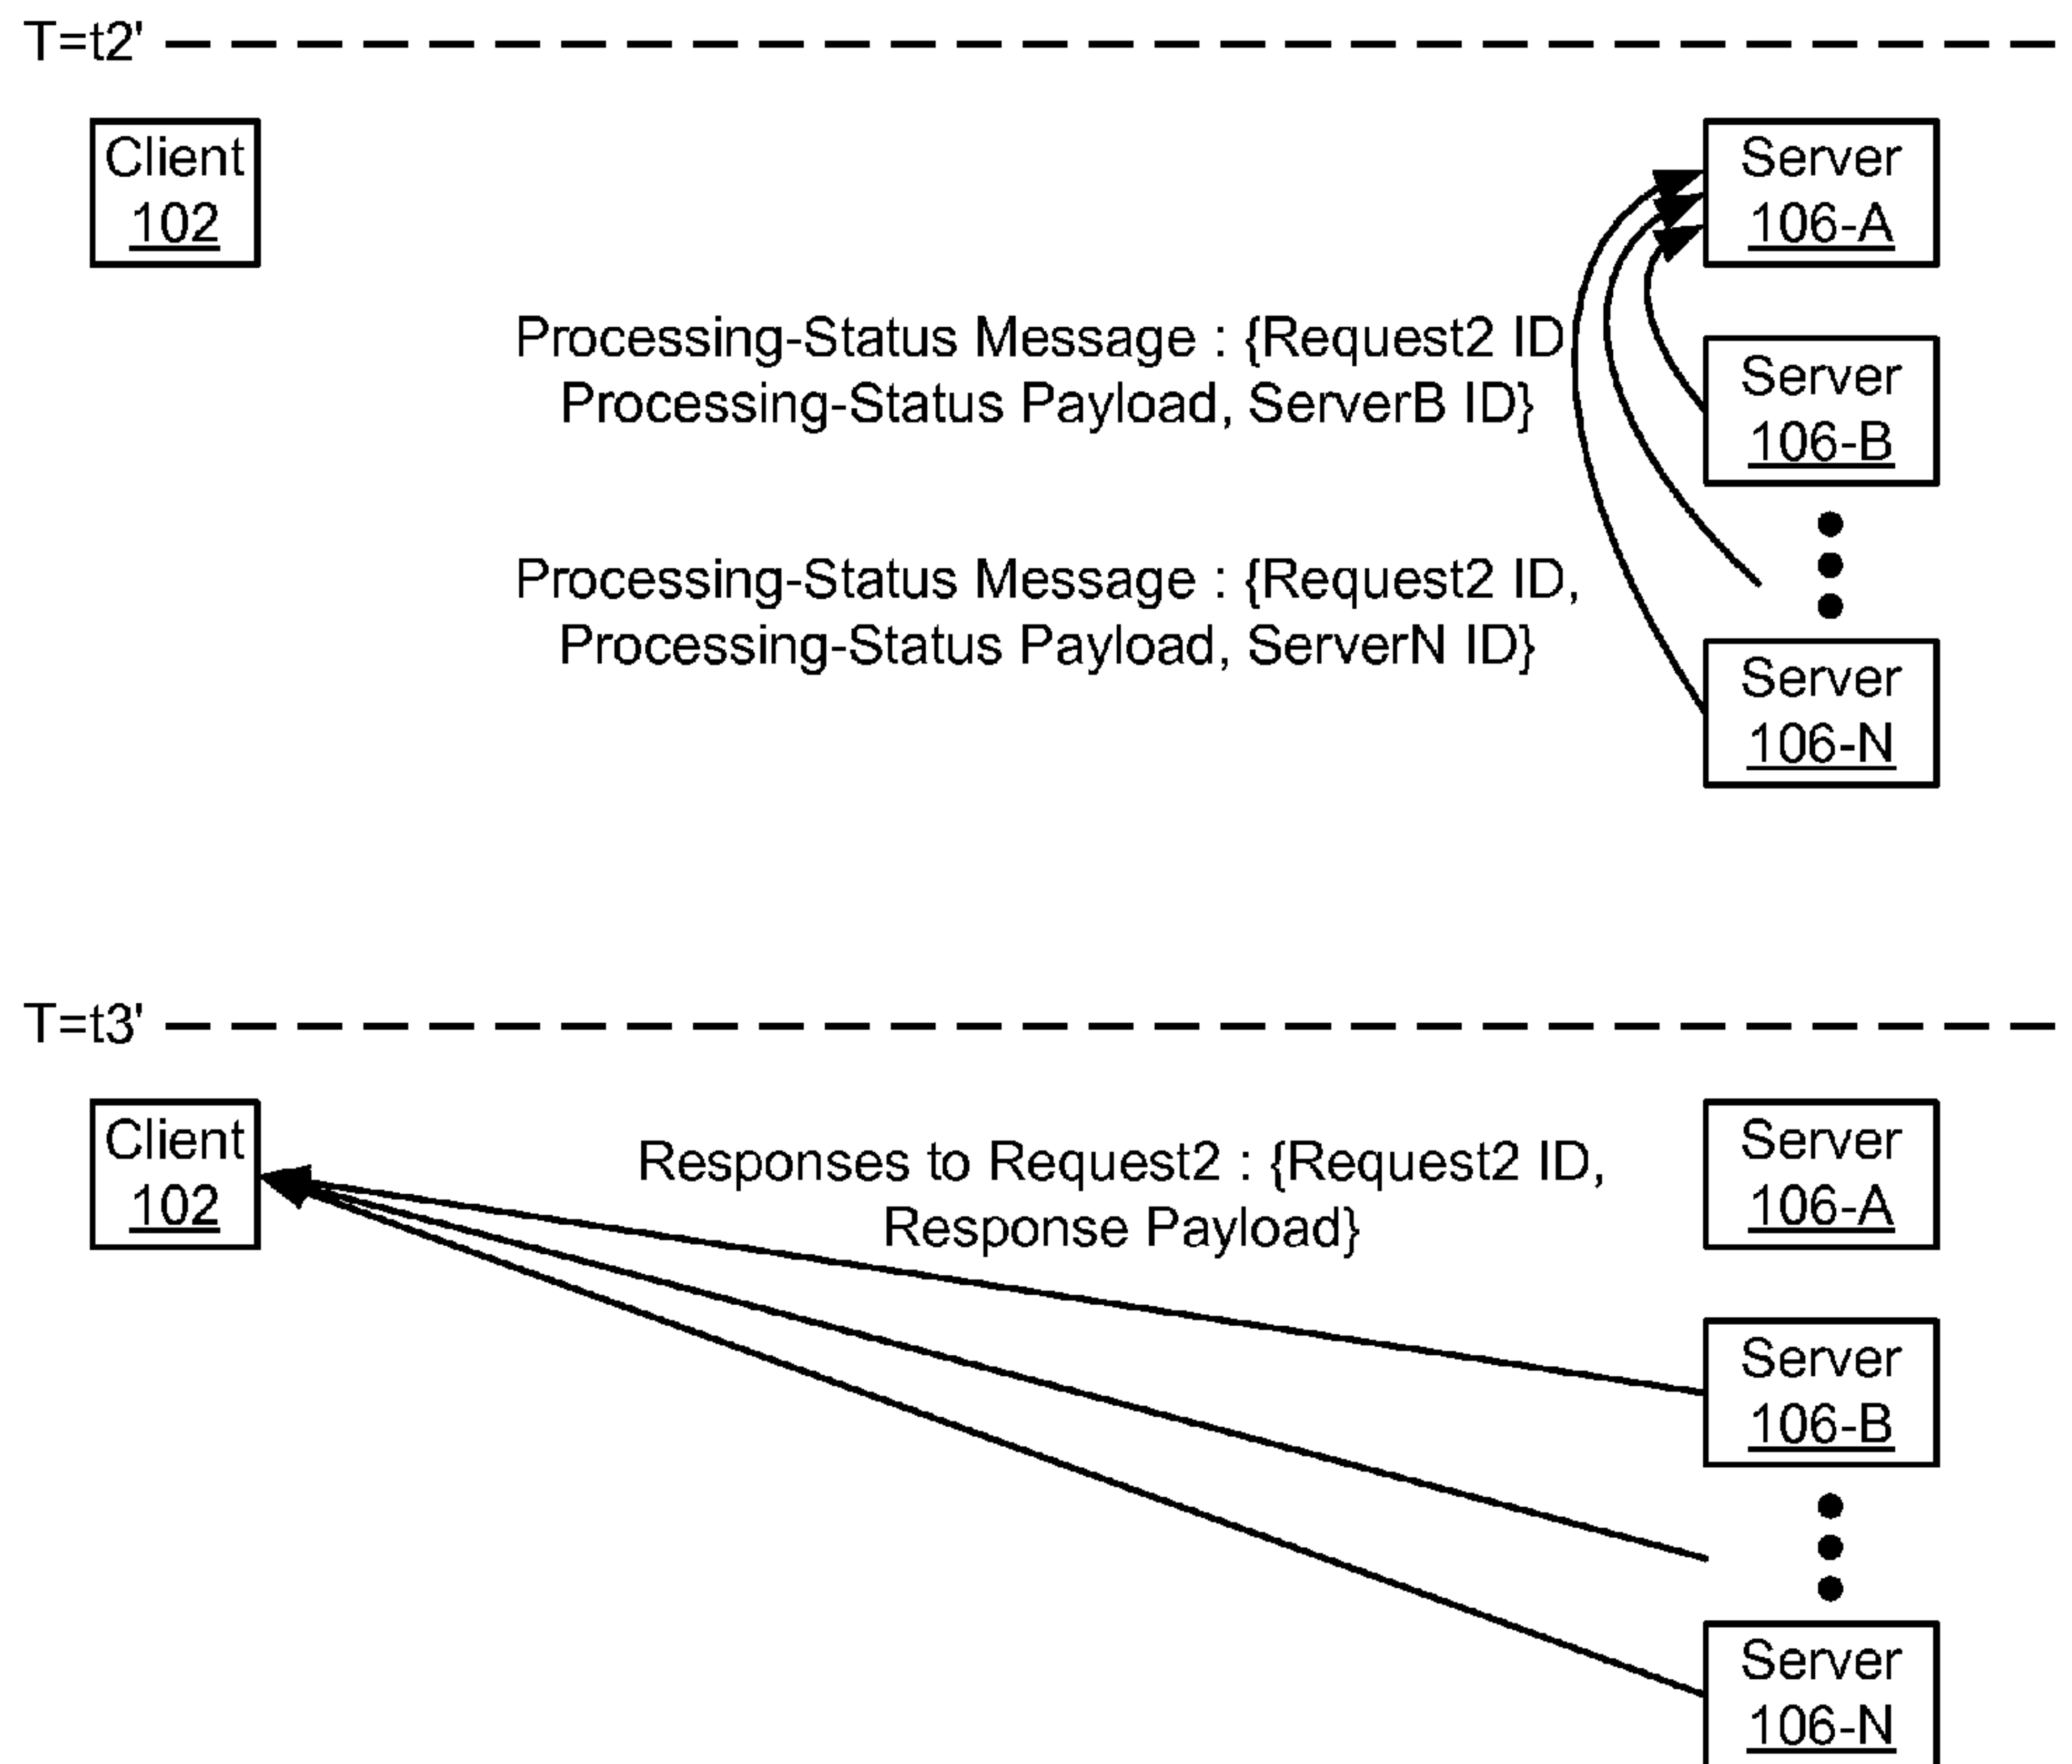 T=t2'
Client
102
Server
106-A
Processing-Status Message : {Request2 ID
Processing-Status Payload, ServerB ID}
Server
106-B
Processing-Status Message : {Request2 ID,
Processing-Status Payload, ServerN ID}
Server
106-N
T=t3'
Client
102
Responses to Request2 : {Request2 ID,
Response Payload}
Server
106-A
Server
106-B
Server
106-N